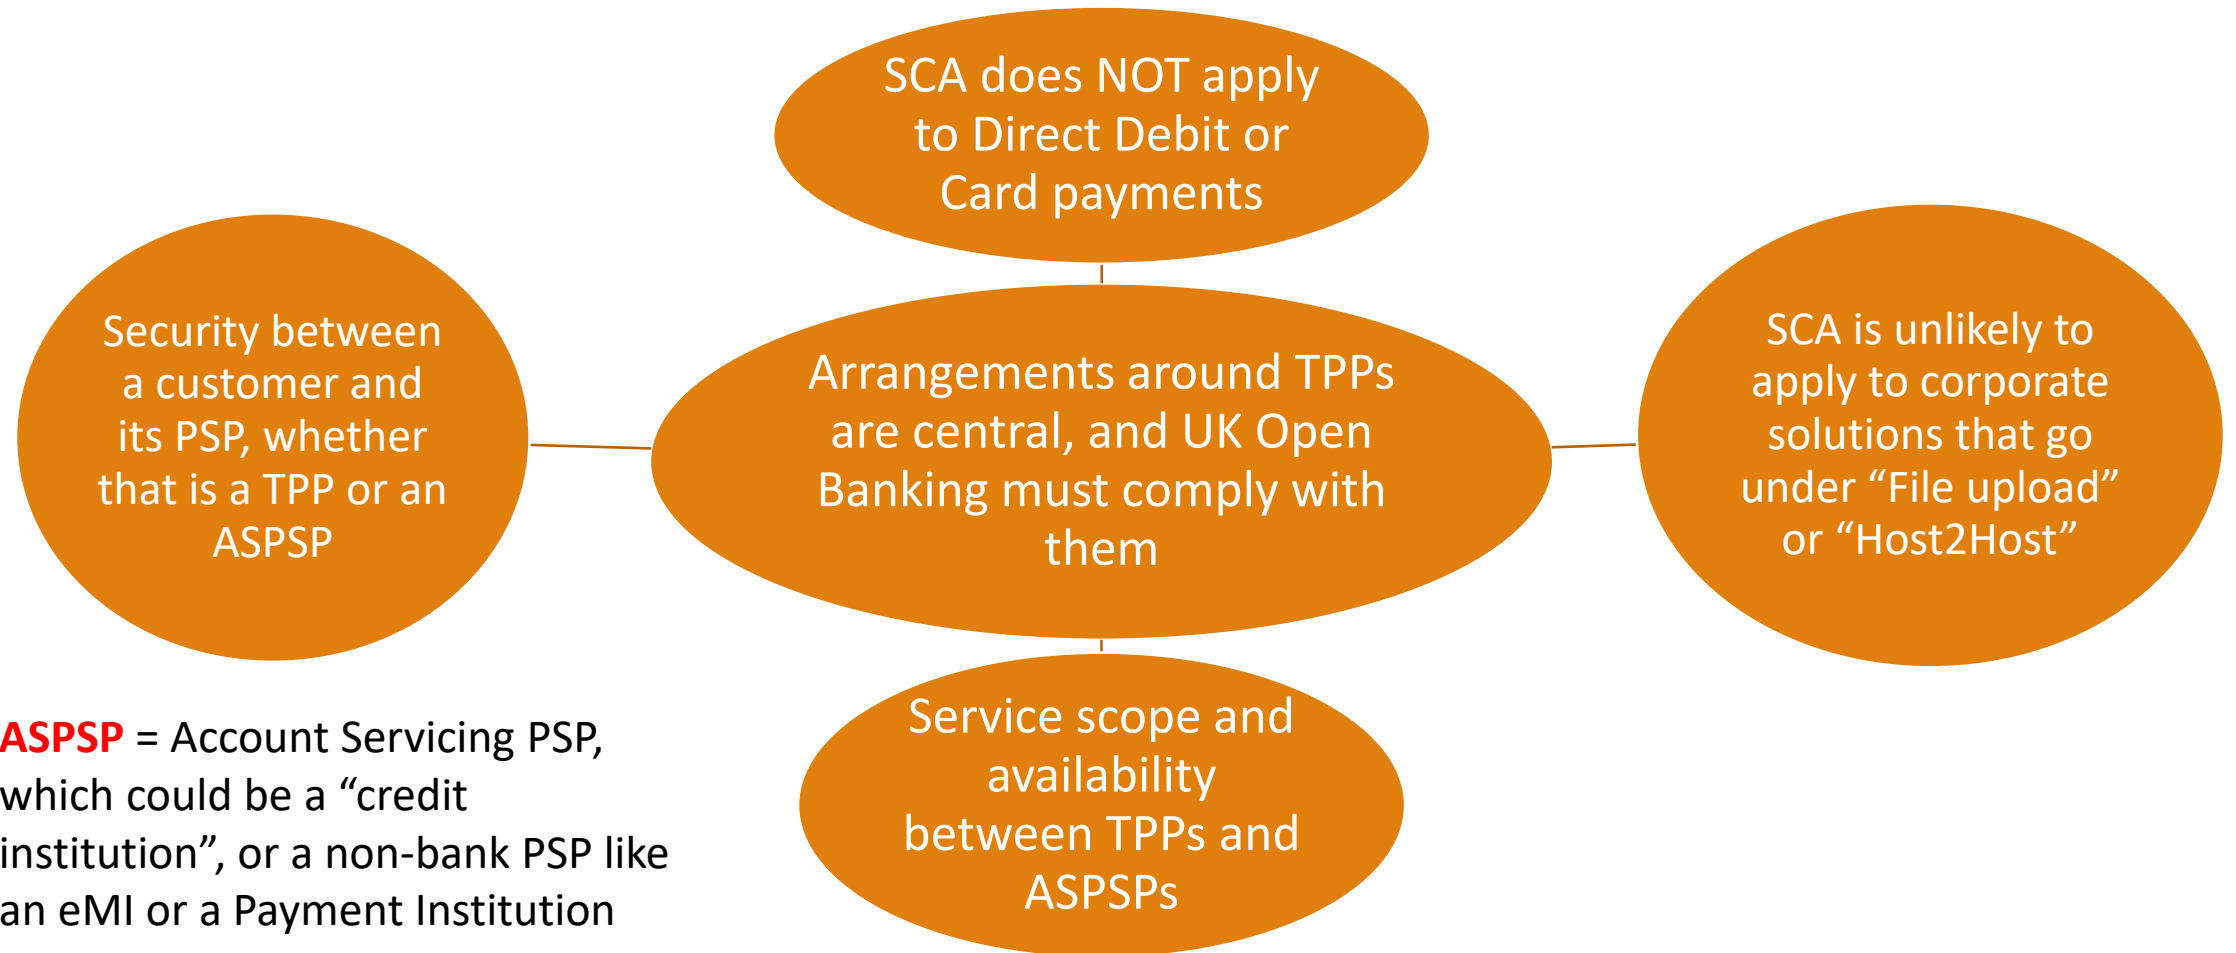 SCA does NOT apply
to Direct Debit or
Card payments
Security between
a customer and
its PSP, whether
that is a TPP or an
ASPSP
Arrangements around TPPs
are central, and UK Open
Banking must comply with
them
SCA is unlikely to
apply to corporate
solutions that go
under “File upload”
or “Host2Host”
Service scope and
availability
between TPPs and
ASPSPs
ASPSP = Account Servicing PSP,
which could be a “credit
institution”, or a non-bank PSP like
an eMI or a Payment Institution